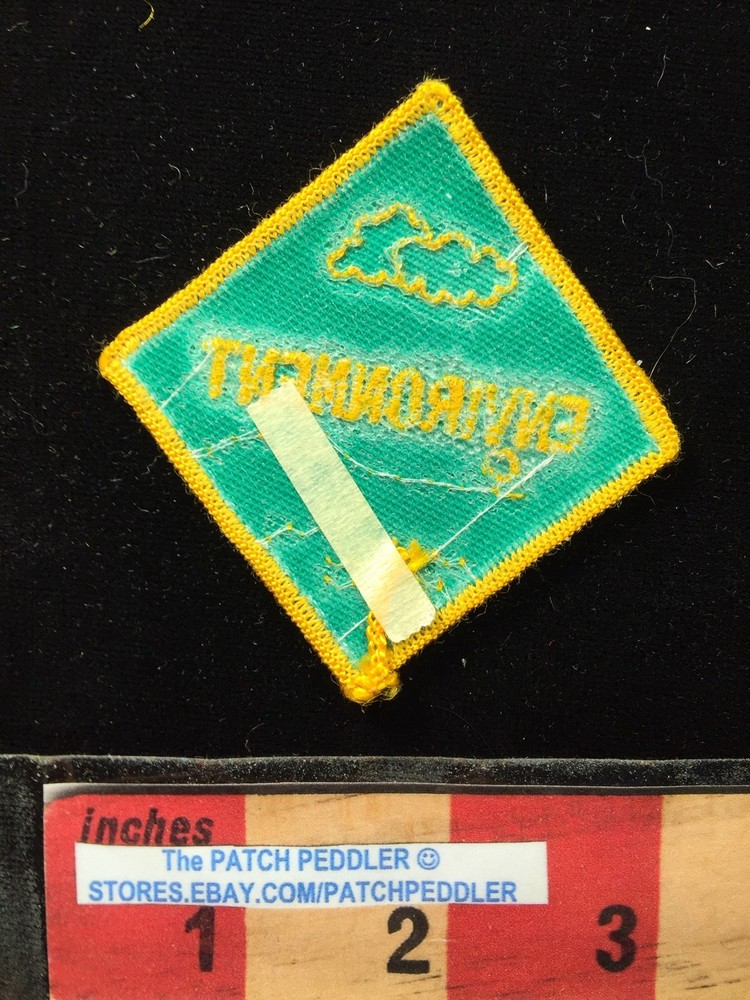 ENVIRONMENT
inches
The PATCH PEDDLER ☺
STORES.EBAY.COM/PATCHPEDDLER
1 2 3